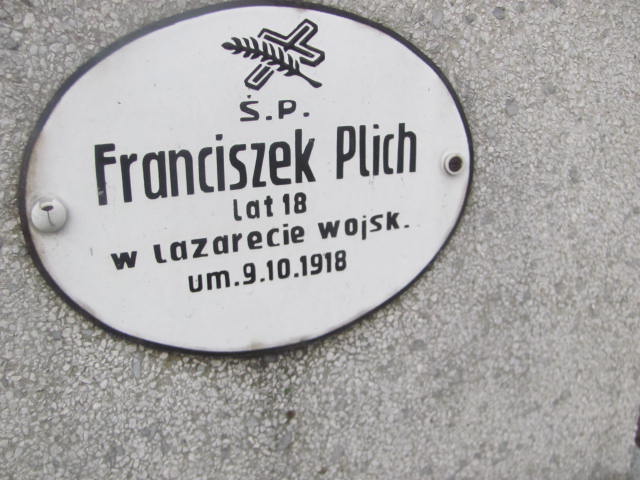 Ś.P.
Franciszek Plich
lat 18
w lazarecie wojsk.
um.9.10.1918